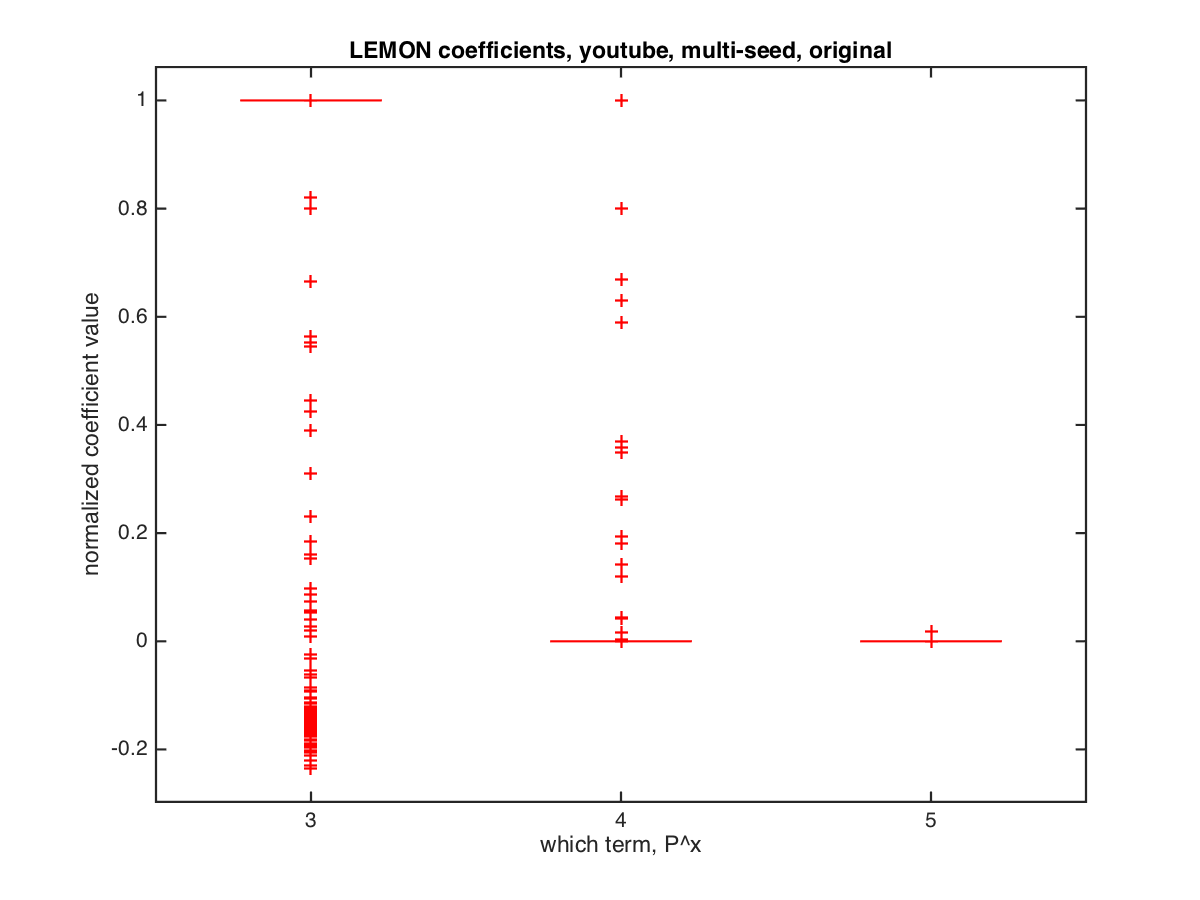 LEMON coefficients, youtube, multi-seed, original
1
0.8
0.6
0.4
0.2
0
-0.2
normalized coefficient value
3 4 5
which term, P^x